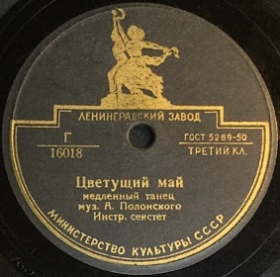 ЛЕНИНГРАДСКИЙ ЗАВОД
Г
16018
ГОСТ 5289-50
ТРЕТИЙ КЛ.
Цветущий май
медленный танец
муз. А. Полонского
Инстр. секстет
МИНИСТЕРСТВО КУЛЬТУРЫ СССР